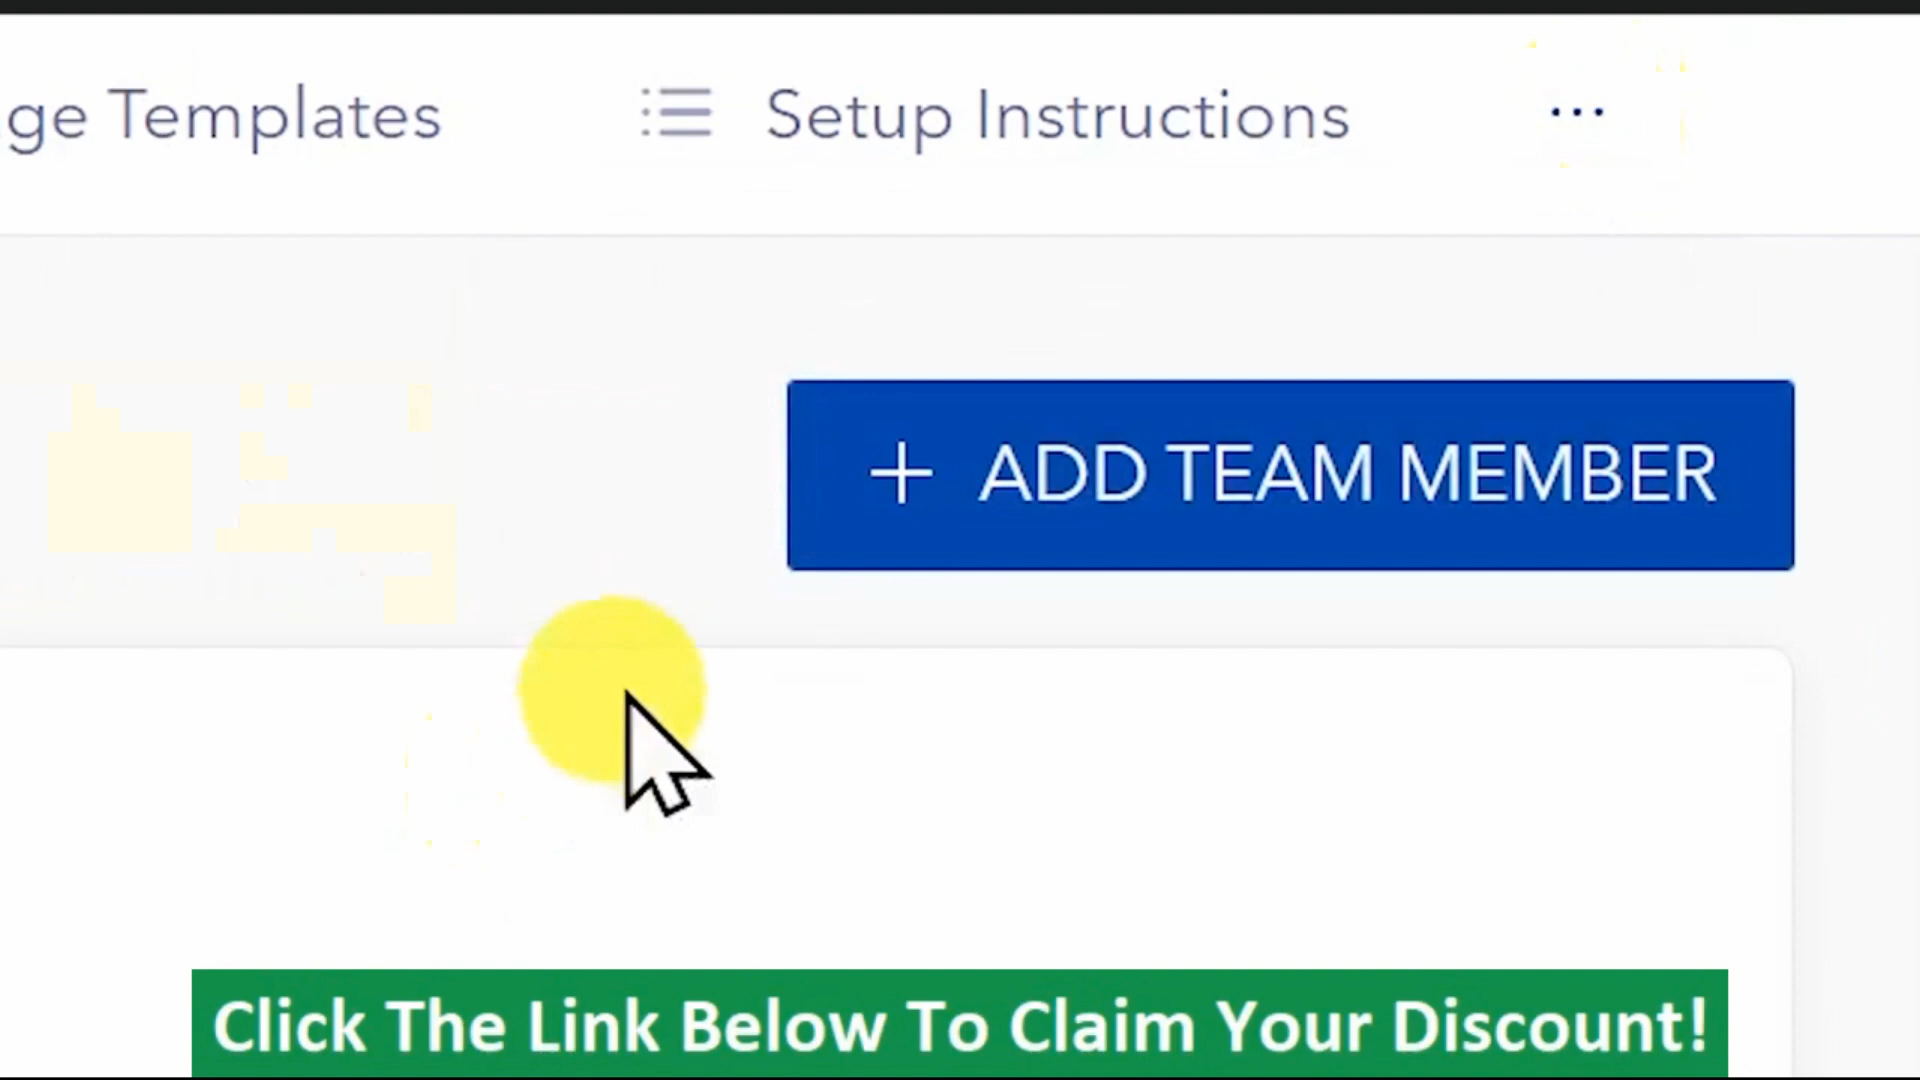 ge Templates
Setup Instructions
...
+ ADD TEAM MEMBER
Click The Link Below To Claim Your Discount!